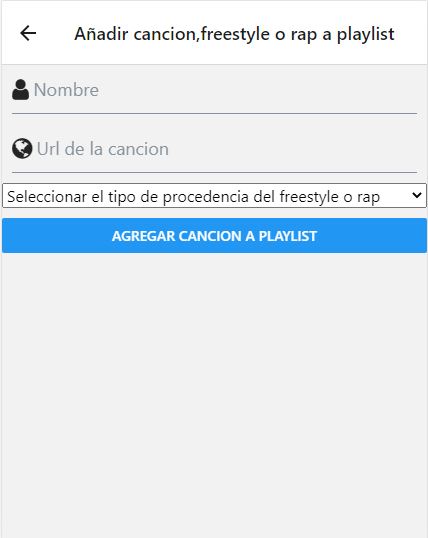 Añadir cancion,freestyle o rap a playlist
Nombre
Url de la cancion
Seleccionar el tipo de procedencia del freestyle o rap
AGREGAR CANCION A PLAYLIST